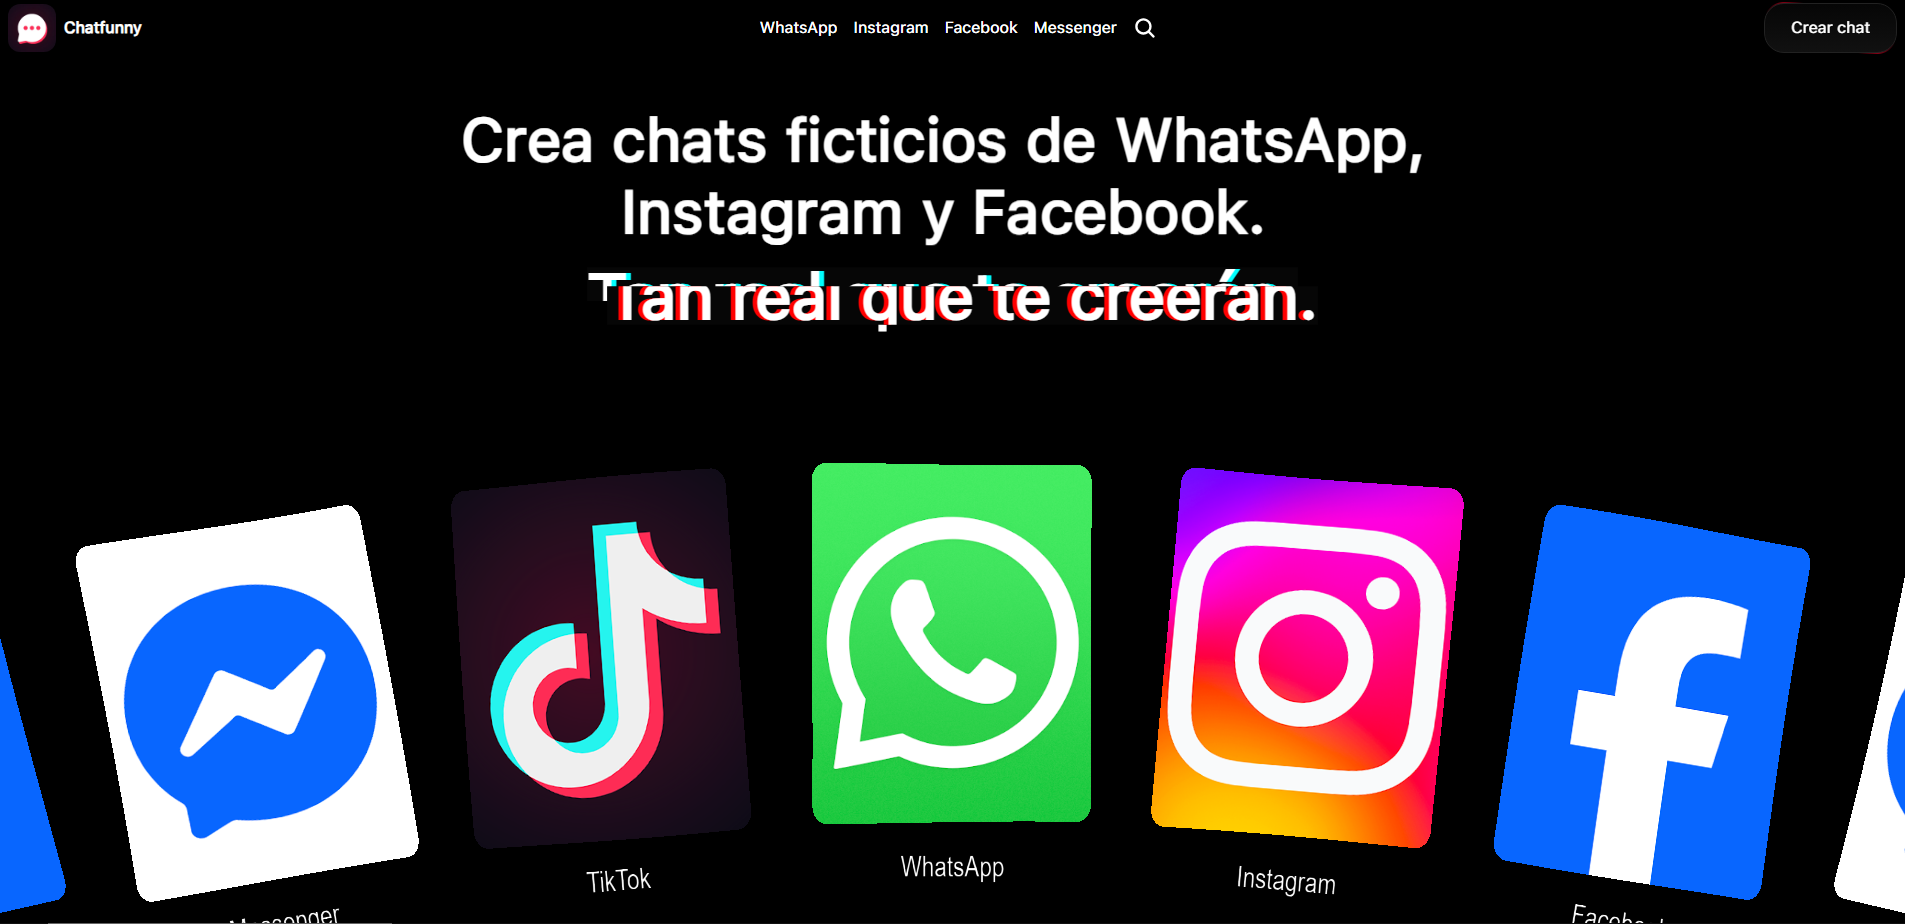 Chatfunny
WhatsApp Instagram Facebook Messenger
Crear chat
Crea chats ficticios de WhatsApp,
Instagram y Facebook.
Tan real que te creerán.
TikTok
WhatsApp
Instagram